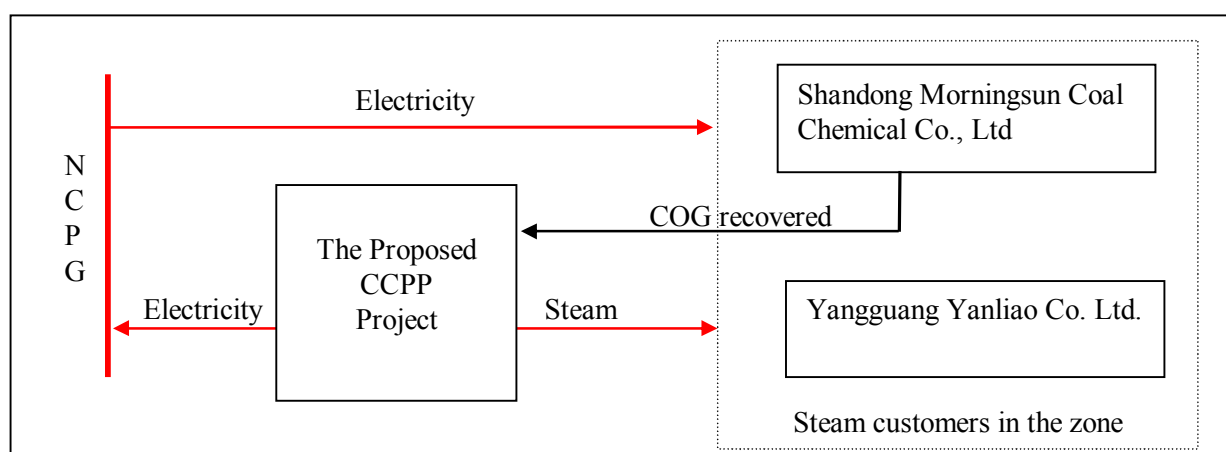 N
C
P
G
Electricity
Shandong Morningsun Coal
Chemical Co., Ltd
COG recovered
The Proposed
CCPP
Project
Electricity
Steam
Yangguang Yanliao Co. Ltd.
Steam customers in the zone